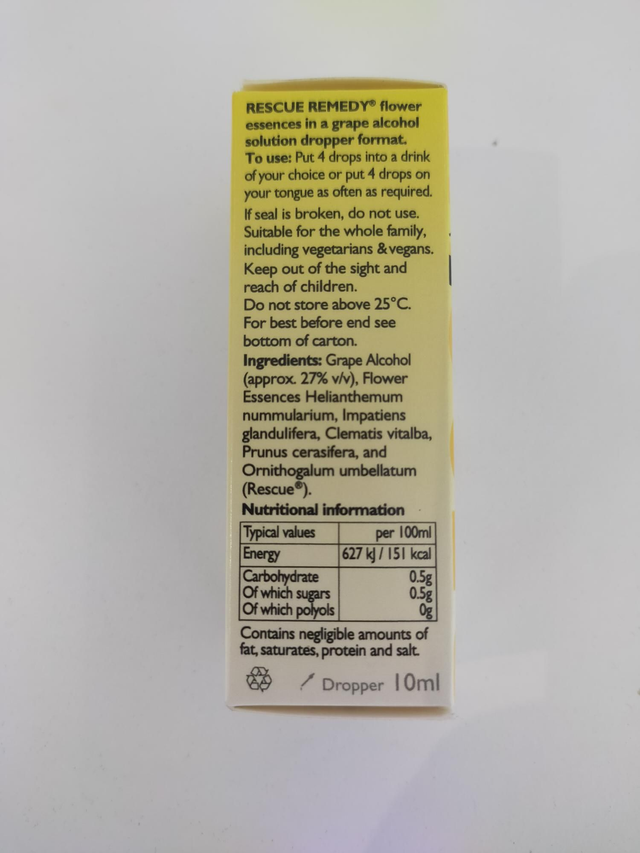 RESCUE REMEDY® flower
essences in a grape alcohol
solution dropper format.
To use: Put 4 drops into a drink
of your choice or put 4 drops on
your tongue as often as required.
If seal is broken, do not use.
Suitable for the whole family,
including vegetarians & vegans.
Keep out of the sight and
reach of children.
Do not store above 25°C.
For best before end see
bottom of carton.
Ingredients: Grape Alcohol
(approx. 27% v/v), Flower
Essences Helianthemum
nummularium, Impatiens
glandulifera, Clematis vitalba,
Prunus cerasifera, and
Ornithogalum umbellatum
(Rescue®).
Nutritional information
Typical values per 100ml
Energy 627 kJ / 151 kcal
Carbohydrate 0.5g
Of which sugars 0.5g
Of which polyols 0g
Contains negligible amounts of
fat, saturates, protein and salt.
Dropper 10ml